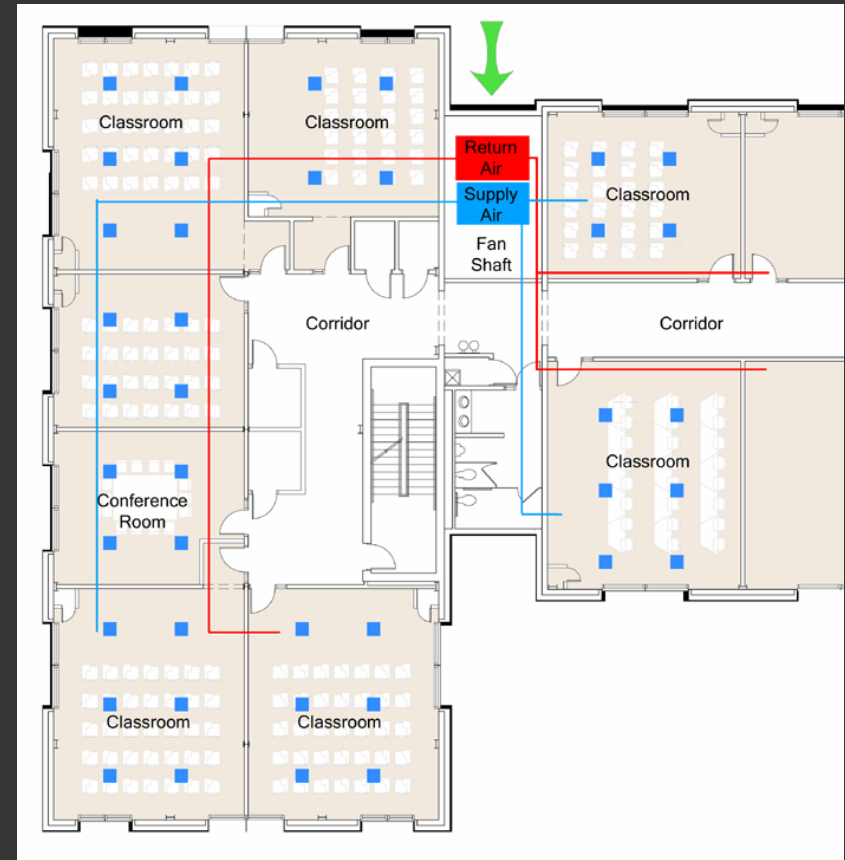 Classroom
Classroom
Return
Air
Supply
Air
Classroom
Fan
Shaft
Corridor
Corridor
Classroom
Conference
Room
Classroom
Classroom